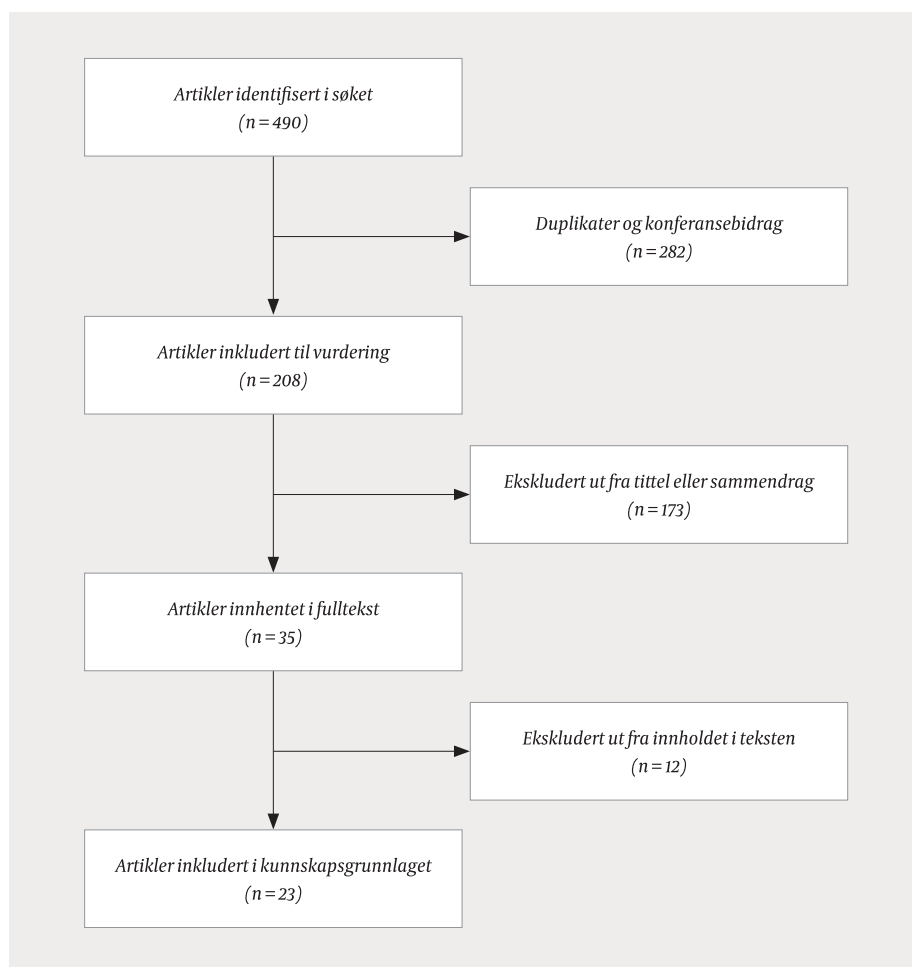 Artikler identifisert i søket
(n = 490)
Duplikater og konferansebidrag
(n = 282)
Artikler inkludert til vurdering
(n = 208)
Ekskludert ut fra tittel eller sammendrag
(n = 173)
Artikler innhentet i fulltekst
(n = 35)
Ekskludert ut fra innholdet i teksten
(n = 12)
Artikler inkludert i kunnskapsgrunnlaget
(n = 23)